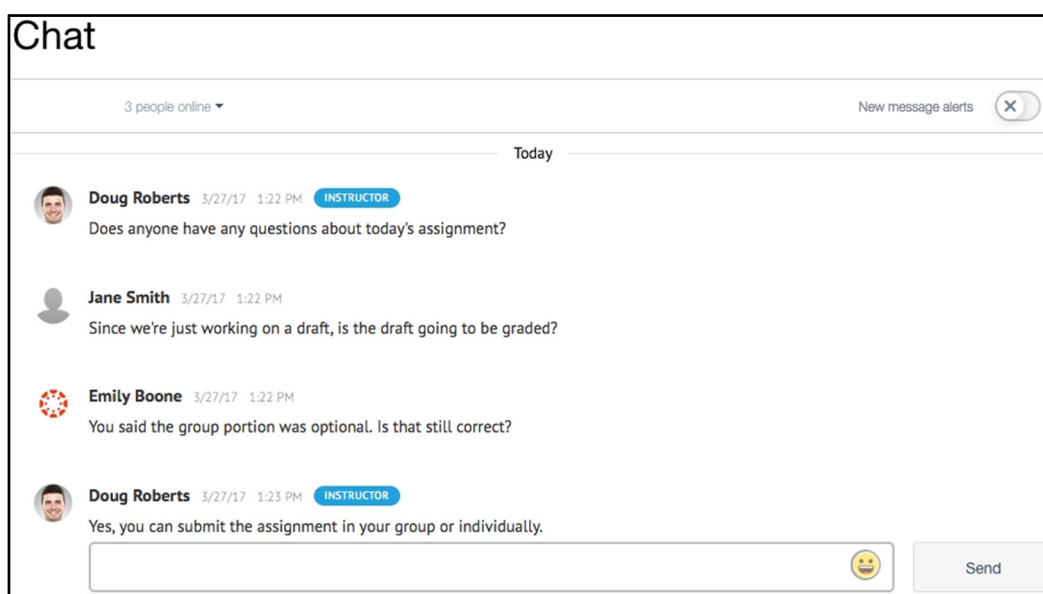 Chat
3 people online
New message alerts
Today
Doug Roberts 3/27/17 1:22 PM INSTRUCTOR
Does anyone have any questions about today's assignment?
Jane Smith 3/27/17 1:22 PM
Since we're just working on a draft, is the draft going to be graded?
Emily Boone 3/27/17 1:22 PM
You said the group portion was optional. Is that still correct?
Doug Roberts 3/27/17 1:23 PM INSTRUCTOR
Yes, you can submit the assignment in your group or individually.
Send